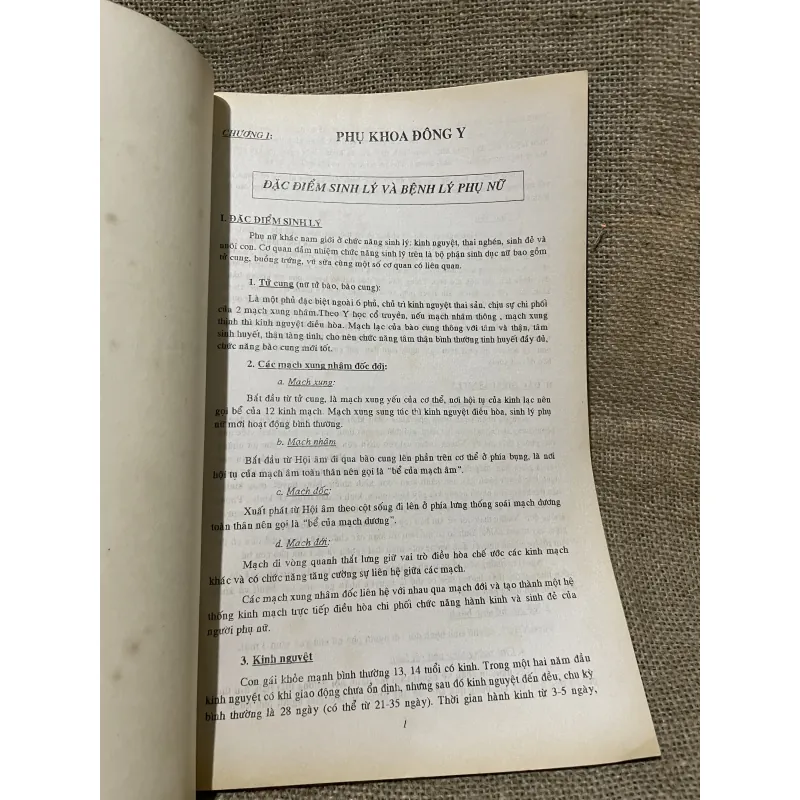 CHƯƠNG I:
PHỤ KHOA ĐÔNG Y
ĐẶC ĐIỂM SINH LÝ VÀ BỆNH LÝ PHỤ NỮ
I. ĐẶC ĐIỂM SINH LÝ
Phụ nữ khác nam giới ở chức năng sinh lý: kinh nguyệt, thai nghén, sinh đẻ và
nuôi con. Cơ quan đảm nhiệm chức năng sinh lý trên là bộ phận sinh dục nữ bao gồm
tử cung, buồng trứng, vú sữa cùng một số cơ quan có liên quan.
1. Tử cung (nữ tử bào, bào cung):
Là một phủ đặc biệt ngoài 6 phủ, chủ trì kinh nguyệt thai sản, chịu sự chi phối
của 2 mạch xung nhâm.Theo Y học cổ truyền, nếu mạch nhâm thông , mạch xung
thịnh thì kinh nguyệt điều hòa. Mạch lạc của bào cung thông với tâm và thận, tâm
sinh huyết, thận tàng tinh, cho nên chức năng tâm thận bình thường tinh huyết đầy đủ,
chức năng bào cung mới tốt.
2. Các mạch xung nhâm đốc đới:
a. Mạch xung:
Bắt đầu từ tử cung, là mạch xung yếu của cơ thể, nơi hội tụ của kinh lạc nên
gọi bể của 12 kinh mạch. Mạch xung sung túc thì kinh nguyệt điều hòa, sinh lý phụ
nữ mới hoạt động bình thường.
b. Mạch nhâm
Bắt đầu từ Hội âm đi qua bào cung lên phần trên cơ thể ở phía bụng, là nơi
hội tụ của mạch âm toàn thân nên gọi là “bể của mạch âm”.
c. Mạch đốc:
Xuất phát từ Hội âm theo cột sống đi lên ở phía lưng thống soái mạch dương
toàn thân nên gọi là “bể của mạch dương”.
d. Mạch đới:
Mạch đi vòng quanh thắt lưng giữ vai trò điều hòa chế ước các kinh mạch
khác và có chức năng tăng cường sự liên hệ giữa các mạch.
Các mạch xung nhâm đốc liên hệ với nhau qua mạch đới và tạo thành một hệ
thống kinh mạch trực tiếp điều hòa chi phối chức năng hành kinh và sinh đẻ của
người phụ nữ.
3. Kinh nguyệt
Con gái khỏe mạnh bình thường 13, 14 tuổi có kinh. Trong một hai năm đầu
kinh nguyệt có khi giao động chưa ổn định, nhưng sau đó kinh nguyệt đến đều, chu kỳ
bình thường là 28 ngày (có thể từ 21-35 ngày). Thời gian hành kinh từ 3-5 ngày,
1